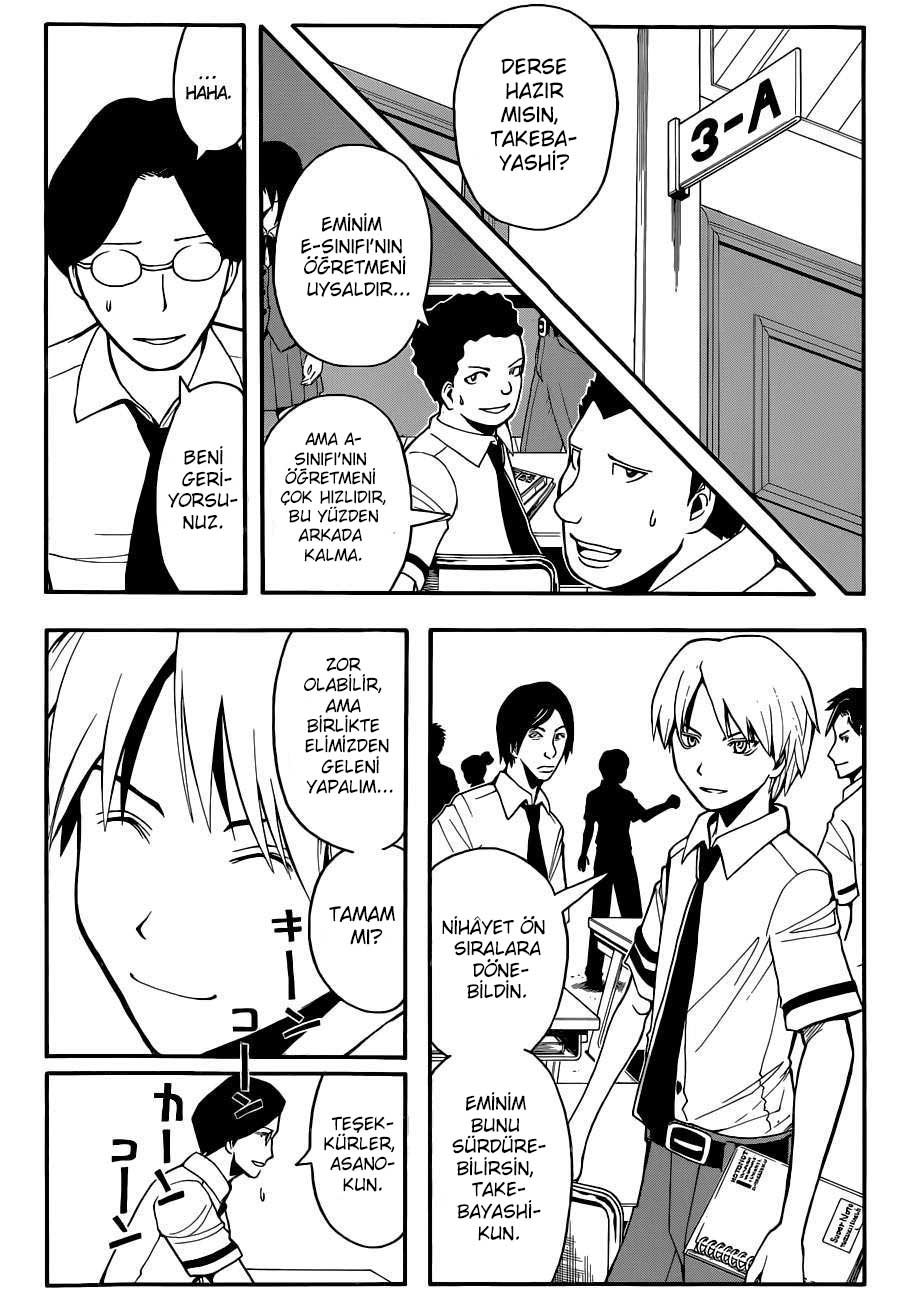 3-A
DERSE
HAZIR
MISIN,
TAKEBA-
YASHI?
EMİNİM
E-SINIFI'NIN
ÖĞRETMENİ
UYSALDIR...
AMA A-
SINIFI'NIN
ÖĞRETMENİ
ÇOK HIZLIDIR,
BU YÜZDEN
ARKADA
KALMA.
...
HAHA.
BENİ
GERİ-
YORSU-
NUZ.
NİHÂYET ÖN
SIRALARA
DÖNE-
BİLDİN.
EMİNİM
BUNU
SÜRDÜRE-
BİLİRSİN,
TAKE-
BAYASHİ-
KUN.
Super Note
ZOR
OLABİLİR,
AMA
BİRLİKTE
ELİMİZDEN
GELENİ
YAPALIM...
TAMAM
MI?
キーン
コーン
カーン
コーン
TEŞEK-
KÜRLER,
ASANO-
KUN.